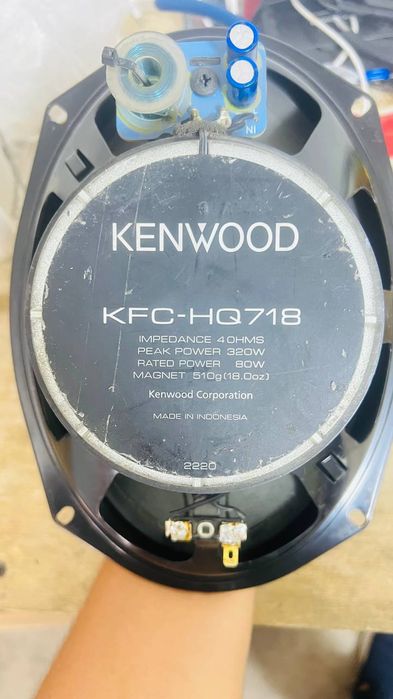 IN
KENWOOD
KFC-HQ718
IMPEDANCE 4OHMS
PEAK POWER 320W
RATED POWER 80W
MAGNET 510g(18.0oz)
Kenwood Corporation
MADE IN INDONESIA
2220